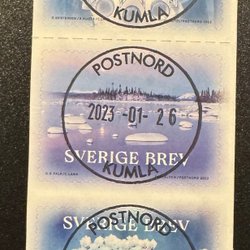 KUMLA
POSTNORD
2023 -01- 26
SVERIGE BREV
KUMLA
SVERIGE BREV
POSTNORD